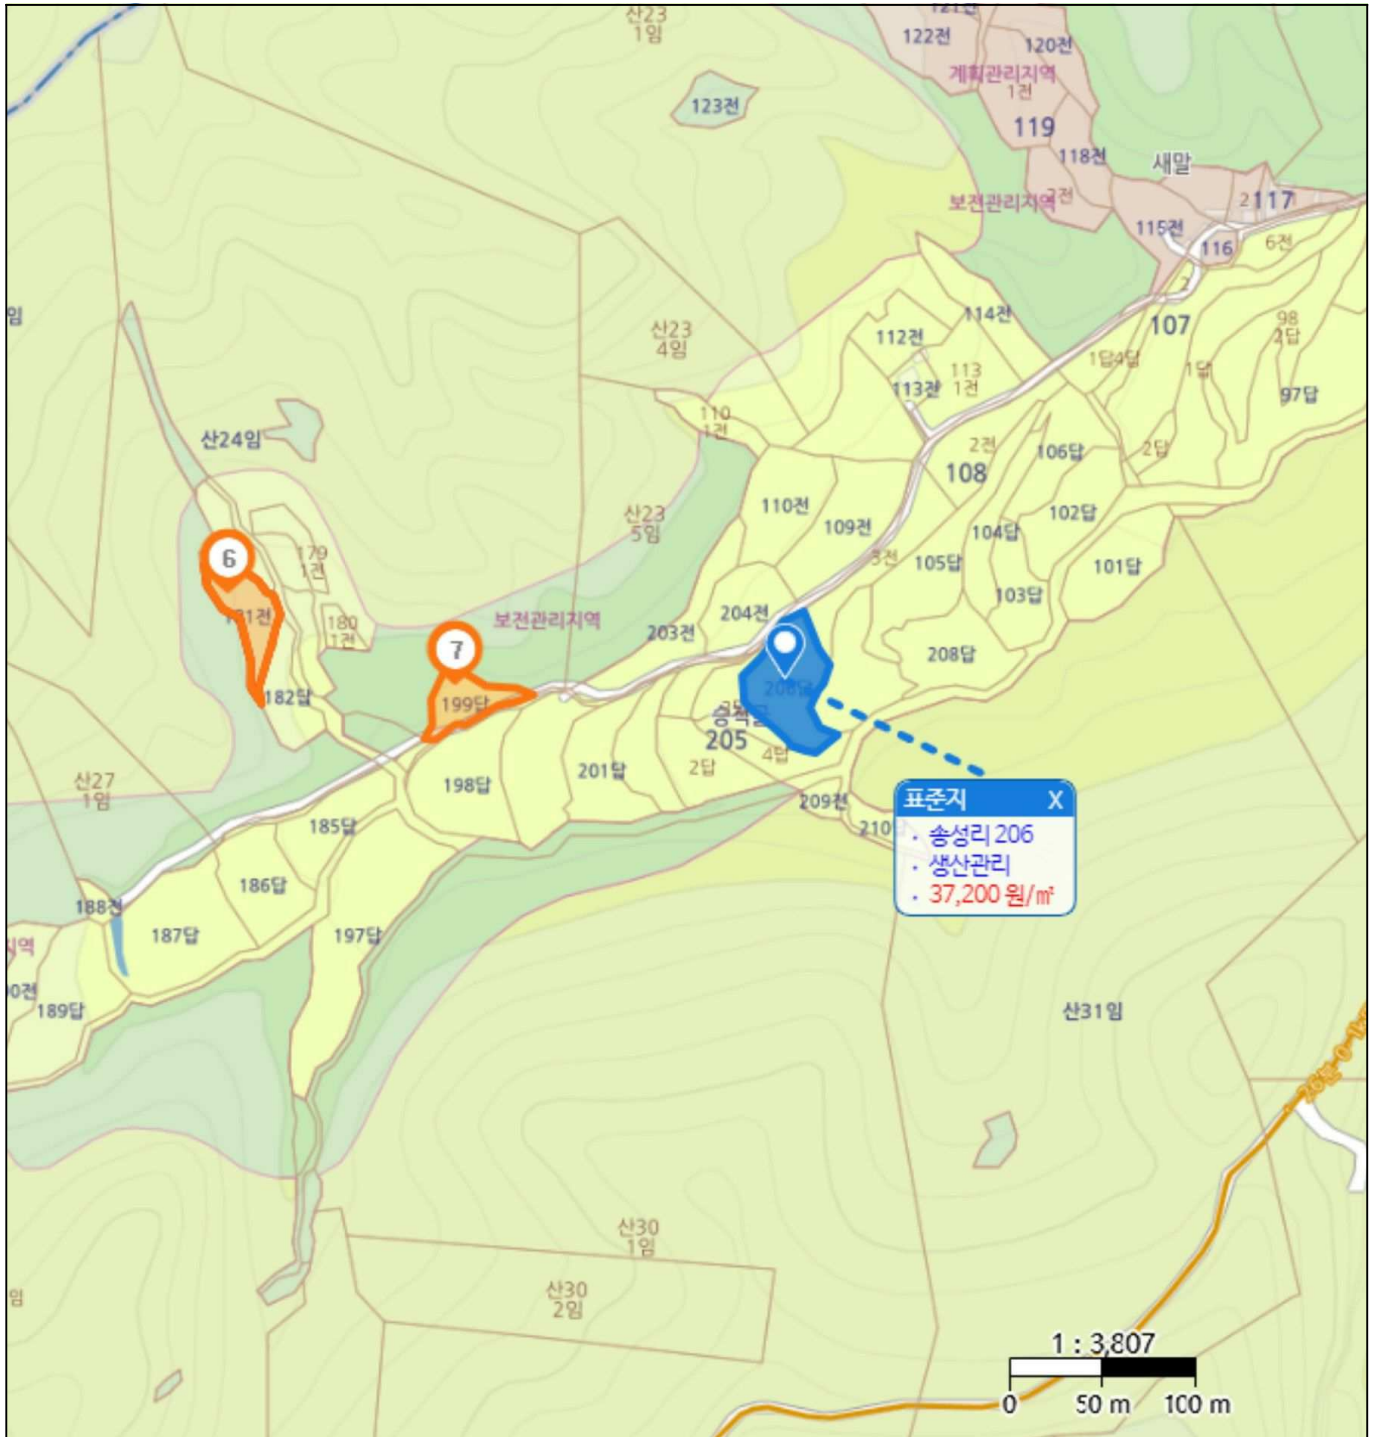 산23
1임
122전
120전
계획관리지역
1전
123전
119
118전
새말
보전관리지역
117
115전
116
6전
2
임
산23
4임
112전
114전
107
98
2답
113
1전
113전
1답
4답
1답
97답
110
1전
산24임
2전
106답
2답
108
110전
109전
102답
산23
5임
104답
3전
105답
101답
179
1전
103답
6
181전
180
1전
보전관리지역
204전
203전
7
208답
182답
199답
205
2답
4답
산27
1임
198답
201답
209전
표준지 X
· 송성리 206
· 생산관리
· 37,200 원/㎡
185답
186답
188전
187답
197답
지역
189답
산31임
산30
1임
산30
2임
임
1 : 3,807
0 50 m 100 m